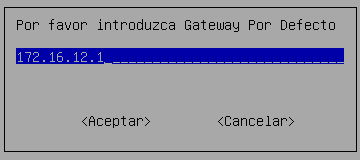 Por favor introduzca Gateway Por Defecto
172.16.12.1
<Aceptar> <Cancelar>